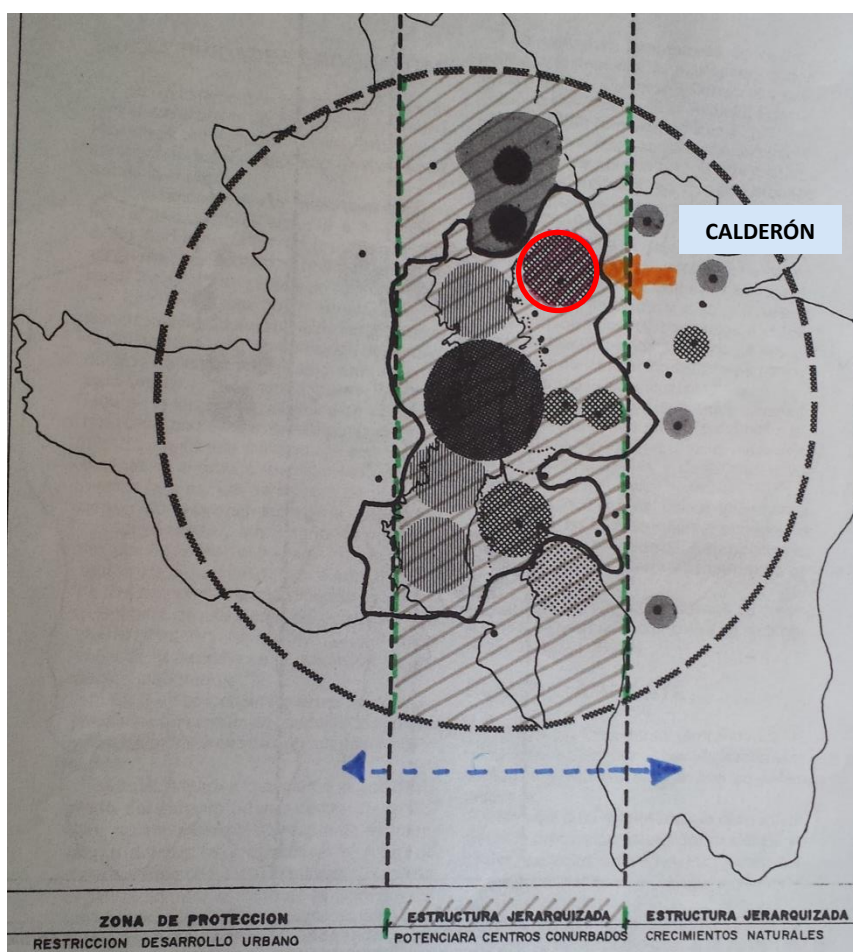 CALDERÓN
ZONA DE PROTECCION
RESTRICCION DESARROLLO URBANO
ESTRUCTURA JERARQUIZADA
POTENCIARA CENTROS CONURBADOS
ESTRUCTURA JERARQUIZADA
CRECIMIENTOS NATURALES